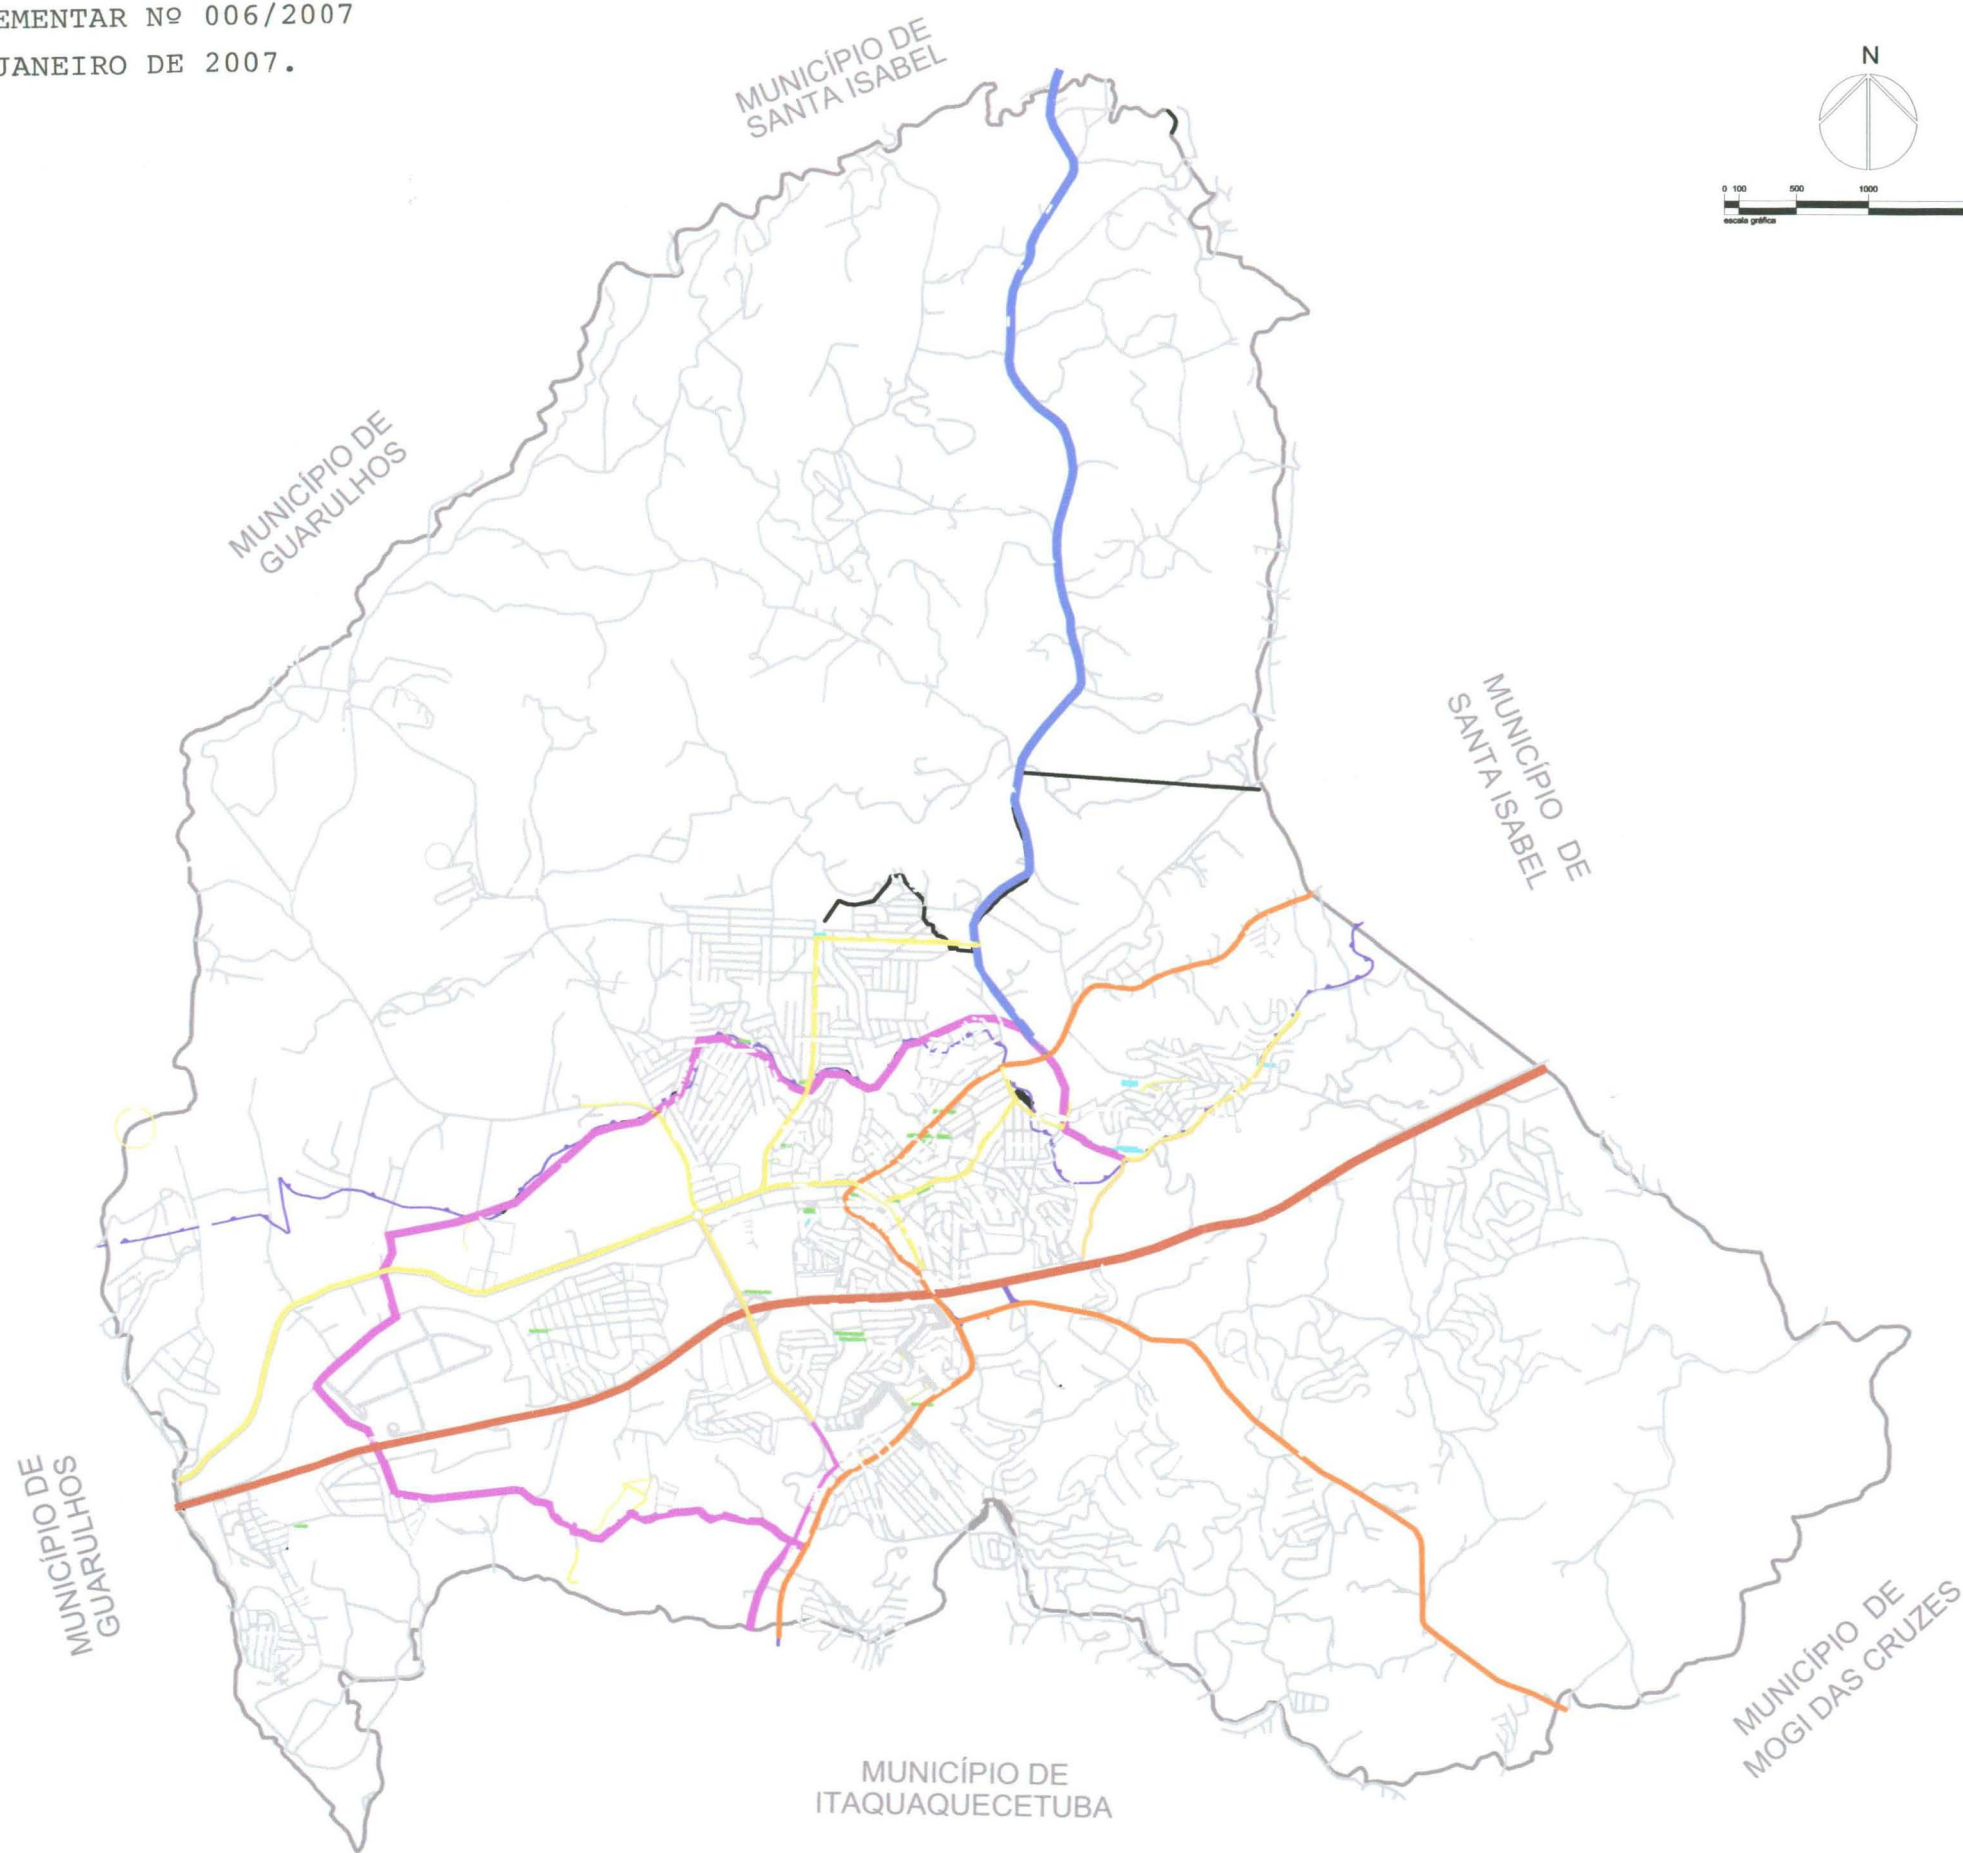 EMENTAR Nº 006/2007
JANEIRO DE 2007.
MUNICÍPIO DE
SANTA ISABEL
N
0 100 500 1000
escala gráfica
MUNICÍPIO DE
GUARULHOS
MUNICÍPIO DE
SANTA ISABEL
MUNICÍPIO DE
GUARULHOS
MUNICÍPIO DE
MOGI DAS CRUZES
MUNICÍPIO DE
ITAQUAQUECETUBA